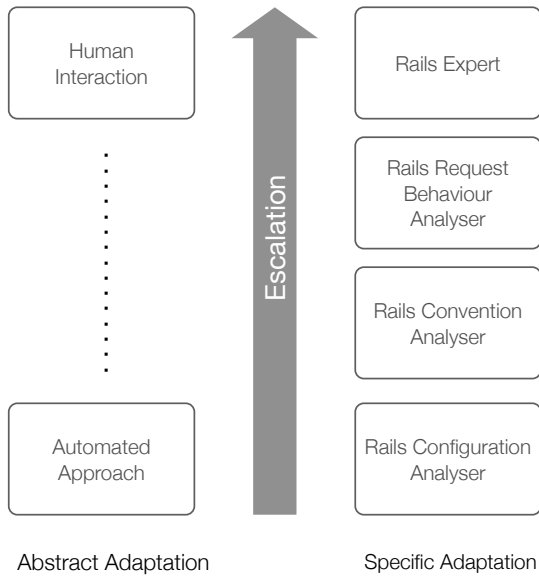 Human
Interaction
Automated
Approach
Abstract Adaptation
Escalation
Rails Expert
Rails Request
Behaviour
Analyser
Rails Convention
Analyser
Rails Configuration
Analyser
Specific Adaptation